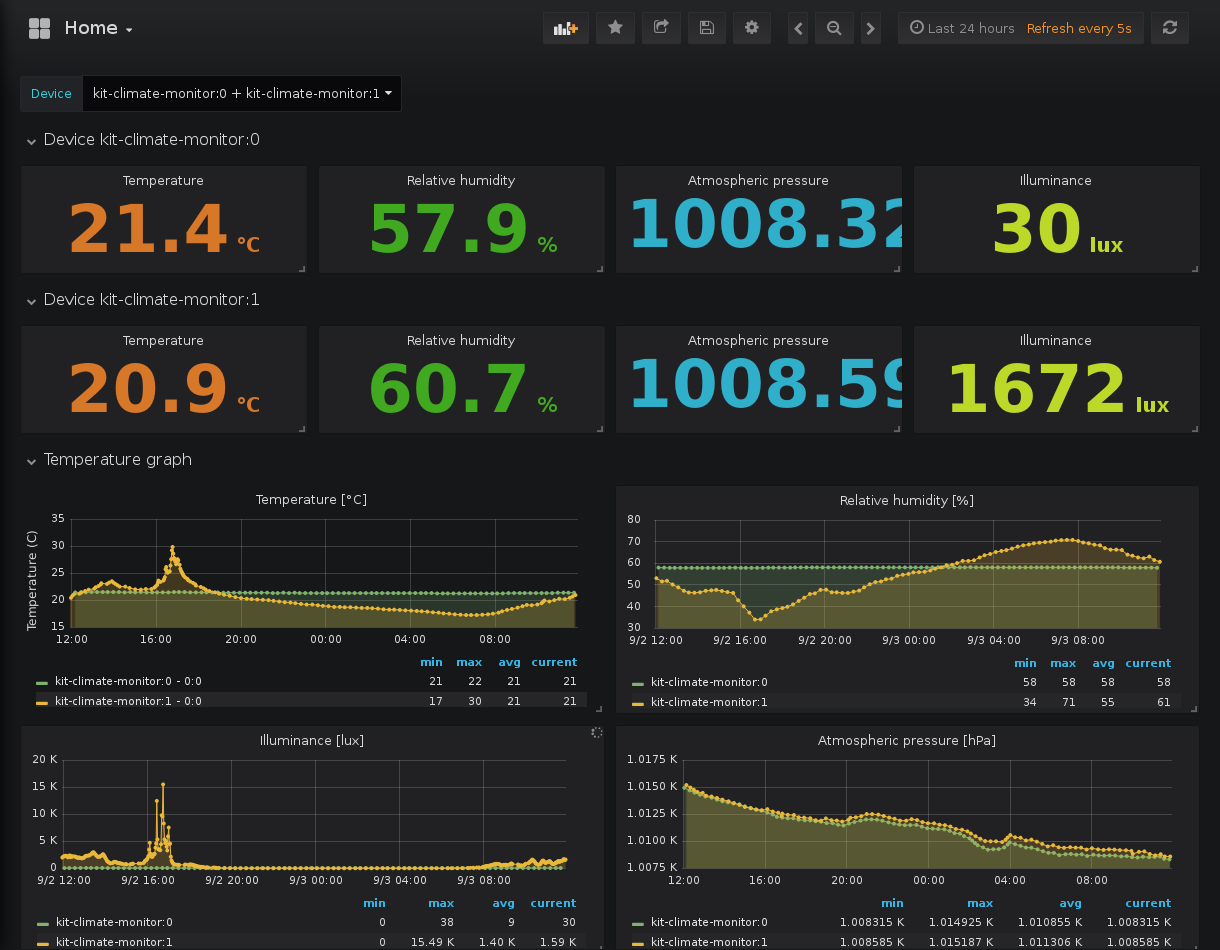 Home
Last 24 hours Refresh every 5s
Device kit-climate-monitor:0 + kit-climate-monitor:1
Device kit-climate-monitor:0
Temperature Relative humidity Atmospheric pressure Illuminance
21.4 °C 57.9 % 1008.32 30 lux
Device kit-climate-monitor:1
Temperature Relative humidity Atmospheric pressure Illuminance
20.9 °C 60.7 % 1008.59 1672 lux
Temperature graph
Temperature [°C]
Temperature (C)
35
30
25
20
15
12:00 16:00 20:00 00:00 04:00 08:00
min max avg current
kit-climate-monitor:0 - 0:0 21 22 21 21
kit-climate-monitor:1 - 0:0 17 30 21 21
Relative humidity [%]
80
70
60
50
40
30
9/2 12:00 9/2 16:00 9/2 20:00 9/3 00:00 9/3 04:00 9/3 08:00
min max avg current
kit-climate-monitor:0 58 58 58 58
kit-climate-monitor:1 34 71 55 61
Illuminance [lux]
20 K
15 K
10 K
5 K
0
9/2 12:00 9/2 16:00 9/2 20:00 9/3 00:00 9/3 04:00 9/3 08:00
min max avg current
kit-climate-monitor:0 0 38 9 30
kit-climate-monitor:1 0 15.49 K 1.40 K 1.59 K
Atmospheric pressure [hPa]
1.0175 K
1.0150 K
1.0125 K
1.0100 K
1.0075 K
12:00 16:00 20:00 00:00 04:00 08:00
min max avg current
kit-climate-monitor:0 1.008315 K 1.014925 K 1.010855 K 1.008315 K
kit-climate-monitor:1 1.008585 K 1.015187 K 1.011306 K 1.008585 K